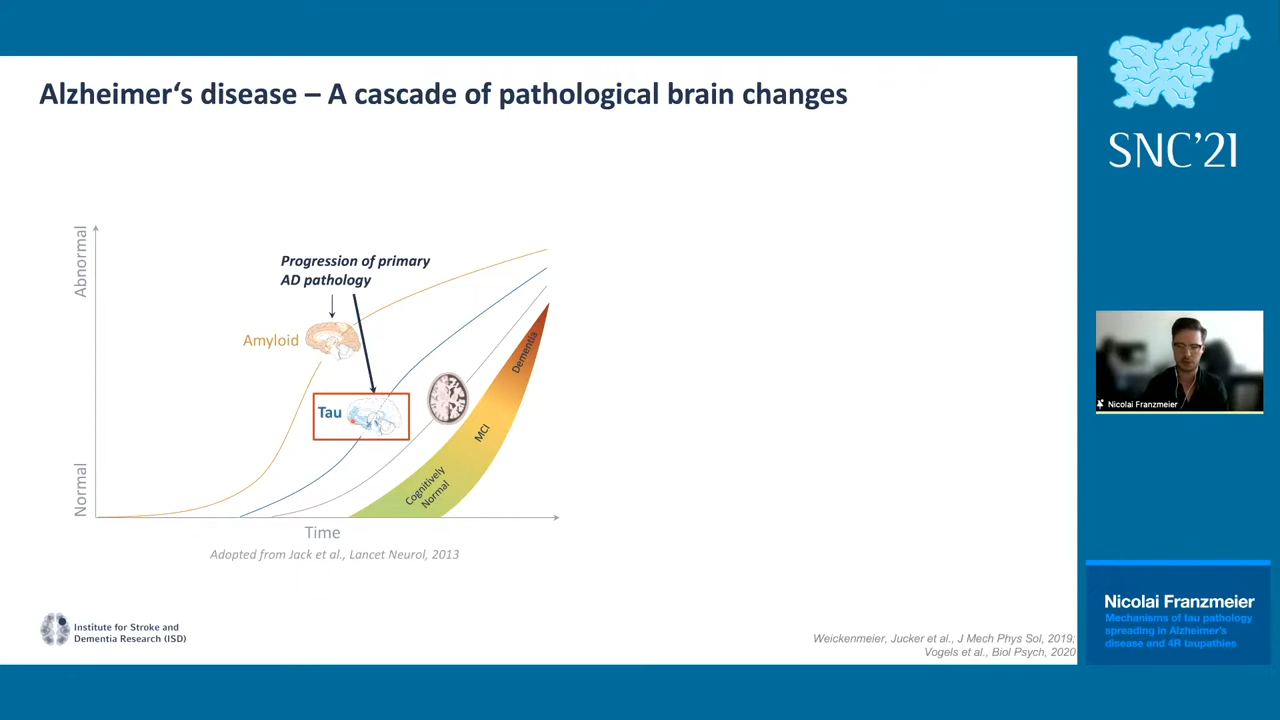 Alzheimer‘s disease – A cascade of pathological brain changes
SNC'21
Abnormal
Normal
Progression of primary
AD pathology
Amyloid
Tau
Dementia
MCI
Cognitively
Normal
Time
Adopted from Jack et al., Lancet Neurol, 2013
Institute for Stroke and
Dementia Research (ISD)
Weickenmeier, Jucker et al., J Mech Phys Sol, 2019;
Vogels et al., Biol Psych, 2020
Nicolai Franzmeier
Nicolai Franzmeier
Mechanisms of tau pathology
spreading in Alzheimer's
disease and 4R taupathies